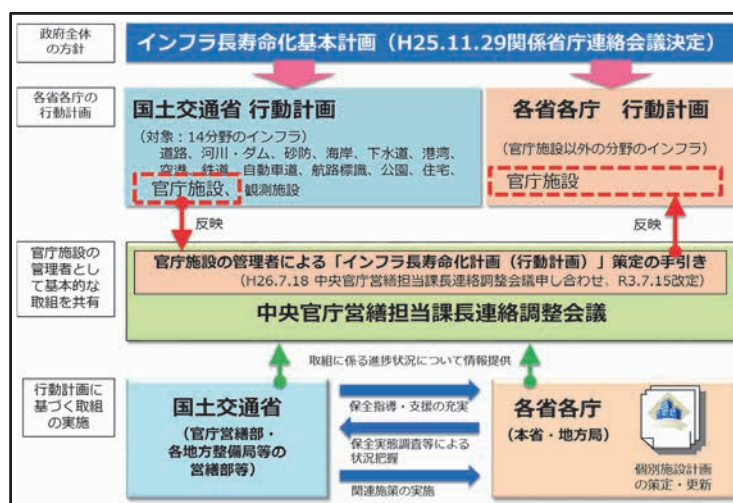 政府全体
の方針
インフラ長寿命化基本計画（H25.11.29関係省庁連絡会議決定）
各省各庁の
行動計画
国土交通省 行動計画
（対象：14分野のインフラ）
道路、河川・ダム、砂防、海岸、下水道、港湾、
空港、鉄道、自動車道、航路標識、公園、住宅、
官庁施設、観測施設
各省各庁 行動計画
（官庁施設以外の分野のインフラ）
官庁施設
反映
反映
官庁施設の
管理者として
基本的な
取組を共有
官庁施設の管理者による「インフラ長寿命化計画（行動計画）」策定の手引き
（H26.7.18 中央官庁営繕担当課長連絡調整会議申し合わせ、R3.7.15改定）
中央官庁営繕担当課長連絡調整会議
取組に係る進捗状況について情報提供
行動計画に
基づく取組
の実施
国土交通省
（官庁営繕部・
各地方整備局等の
営繕部等）
保全指導・支援の充実
保全実態調査等による
状況把握
関連施策の実施
各省各庁
（本省・地方局）
個別施設計画
の策定・更新